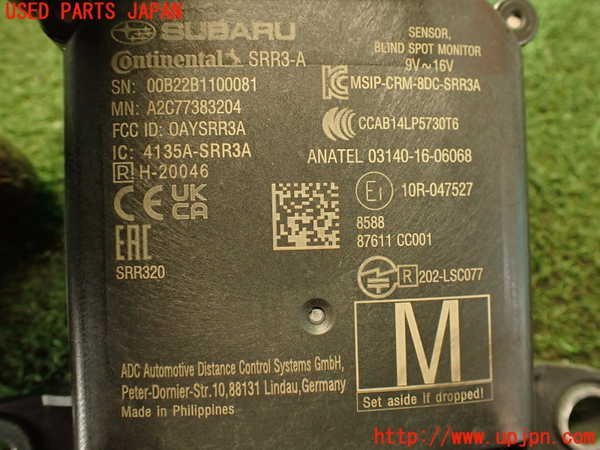 USED PARTS JAPAN
SUBARU
Continental SRR3-A
SN: 00B22B1100081
MN: A2C77383204
FCC ID: OAYSRR3A
IC: 4135A-SRR3A
R H-20046
CE UK CA
EAC
SRR320
SENSOR,
BLIND SPOT MONITOR
9V~16V
MSIP-CRM-8DC-SRR3A
CCAB14LP5730T6
ANATEL 03140-16-06068
E1 10R-047527
8588
87611 CC001
R 202-LSC077
M
Set aside if dropped!
ADC Automotive Distance Control Systems GmbH,
Peter-Dornier-Str.10,88131 Lindau,Germany
Made in Philippines
http://www.upjpn.com/